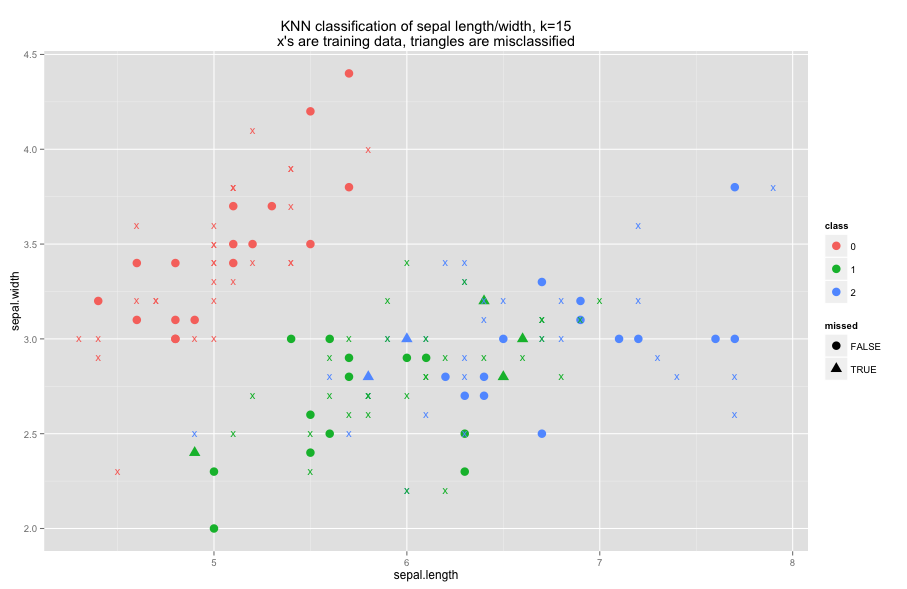 KNN classification of sepal length/width, k=15
x's are training data, triangles are misclassified
4.5
4.0
3.5
3.0
2.5
2.0
sepal.width
5
6
7
8
sepal.length
class
0
1
2
missed
FALSE
TRUE